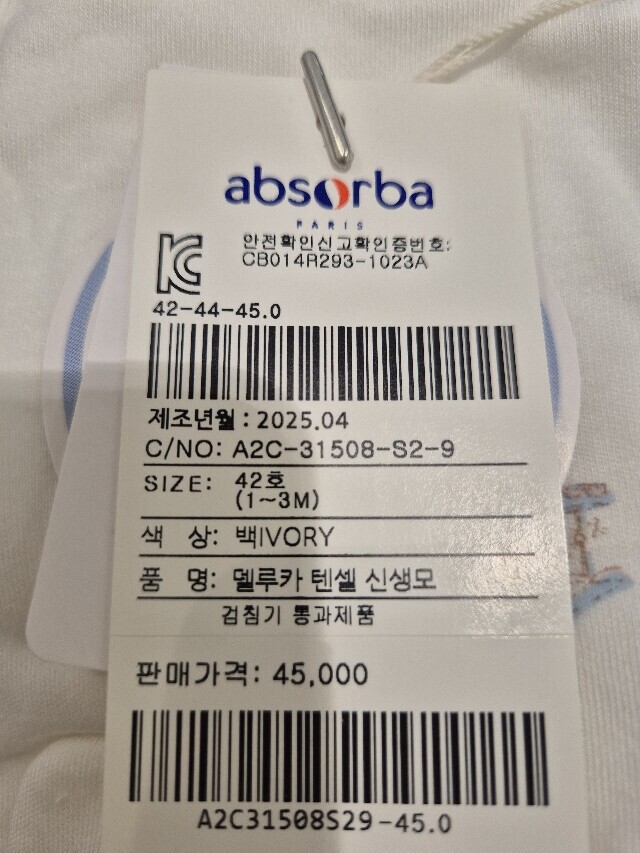 absorba
PARIS
안전확인신고확인증번호:
CB014R293-1023A
42-44-45.0
제조년월 : 2025.04
C/NO: A2C-31508-S2-9
SIZE: 42호
(1~3M)
색 상: 백IVORY
품 명: 델루카 텐셀 신생모
검침기 통과제품
판매가격: 45,000
A2C31508S29-45.0